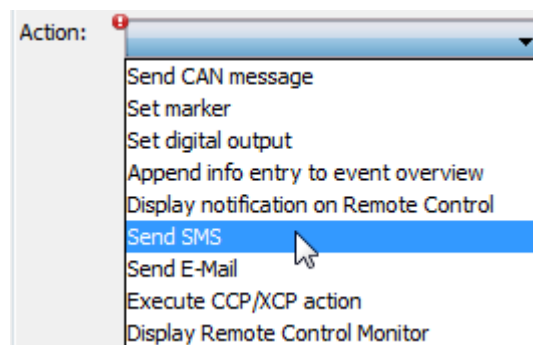 Action:
Send CAN message
Set marker
Set digital output
Append info entry to event overview
Display notification on Remote Control
Send SMS
Send E-Mail
Execute CCP/XCP action
Display Remote Control Monitor